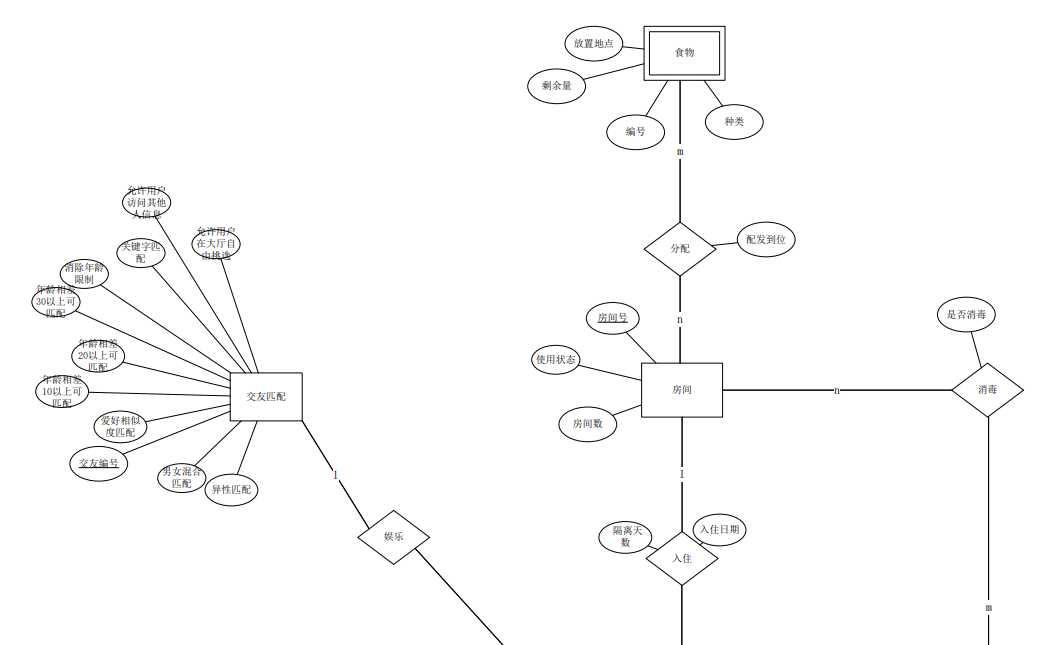 食物
放置地点
剩余量
编号
种类
m
分配
配发到位
n
允许用户
访问其他
人信息
允许用户
在大厅自
由挑选
关键字匹
配
消除年龄
限制
年龄相差
30以上可
匹配
年龄相差
20以上可
匹配
年龄相差
10以上可
匹配
爱好相似
度匹配
交友编号
男女混合
匹配
异性匹配
交友匹配
1
娱乐
房间号
使用状态
房间数
房间
n
是否消毒
消毒
m
1
隔离天
数
入住日期
入住